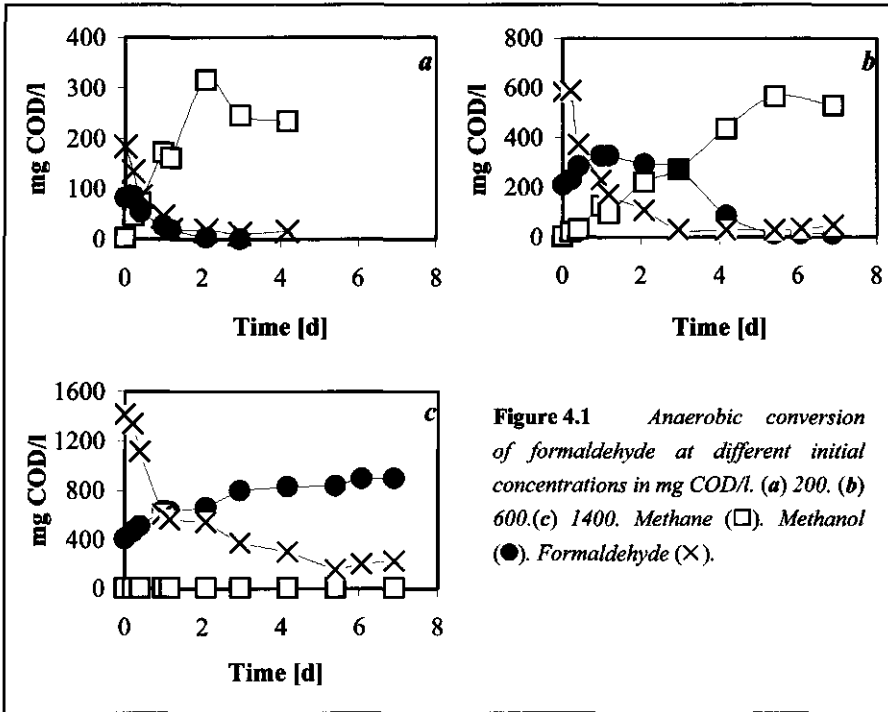 400
300
200
100
0
mg COD/l
a
0 2 4 6 8
Time [d]
800
600
400
200
0
mg COD/l
b
0 2 4 6 8
Time [d]
1600
1200
800
400
0
mg COD/l
c
0 2 4 6 8
Time [d]
Figure 4.1 Anaerobic conversion
of formaldehyde at different initial
concentrations in mg COD/l. (a) 200. (b)
600.(c) 1400. Methane (□). Methanol
(●). Formaldehyde (×).